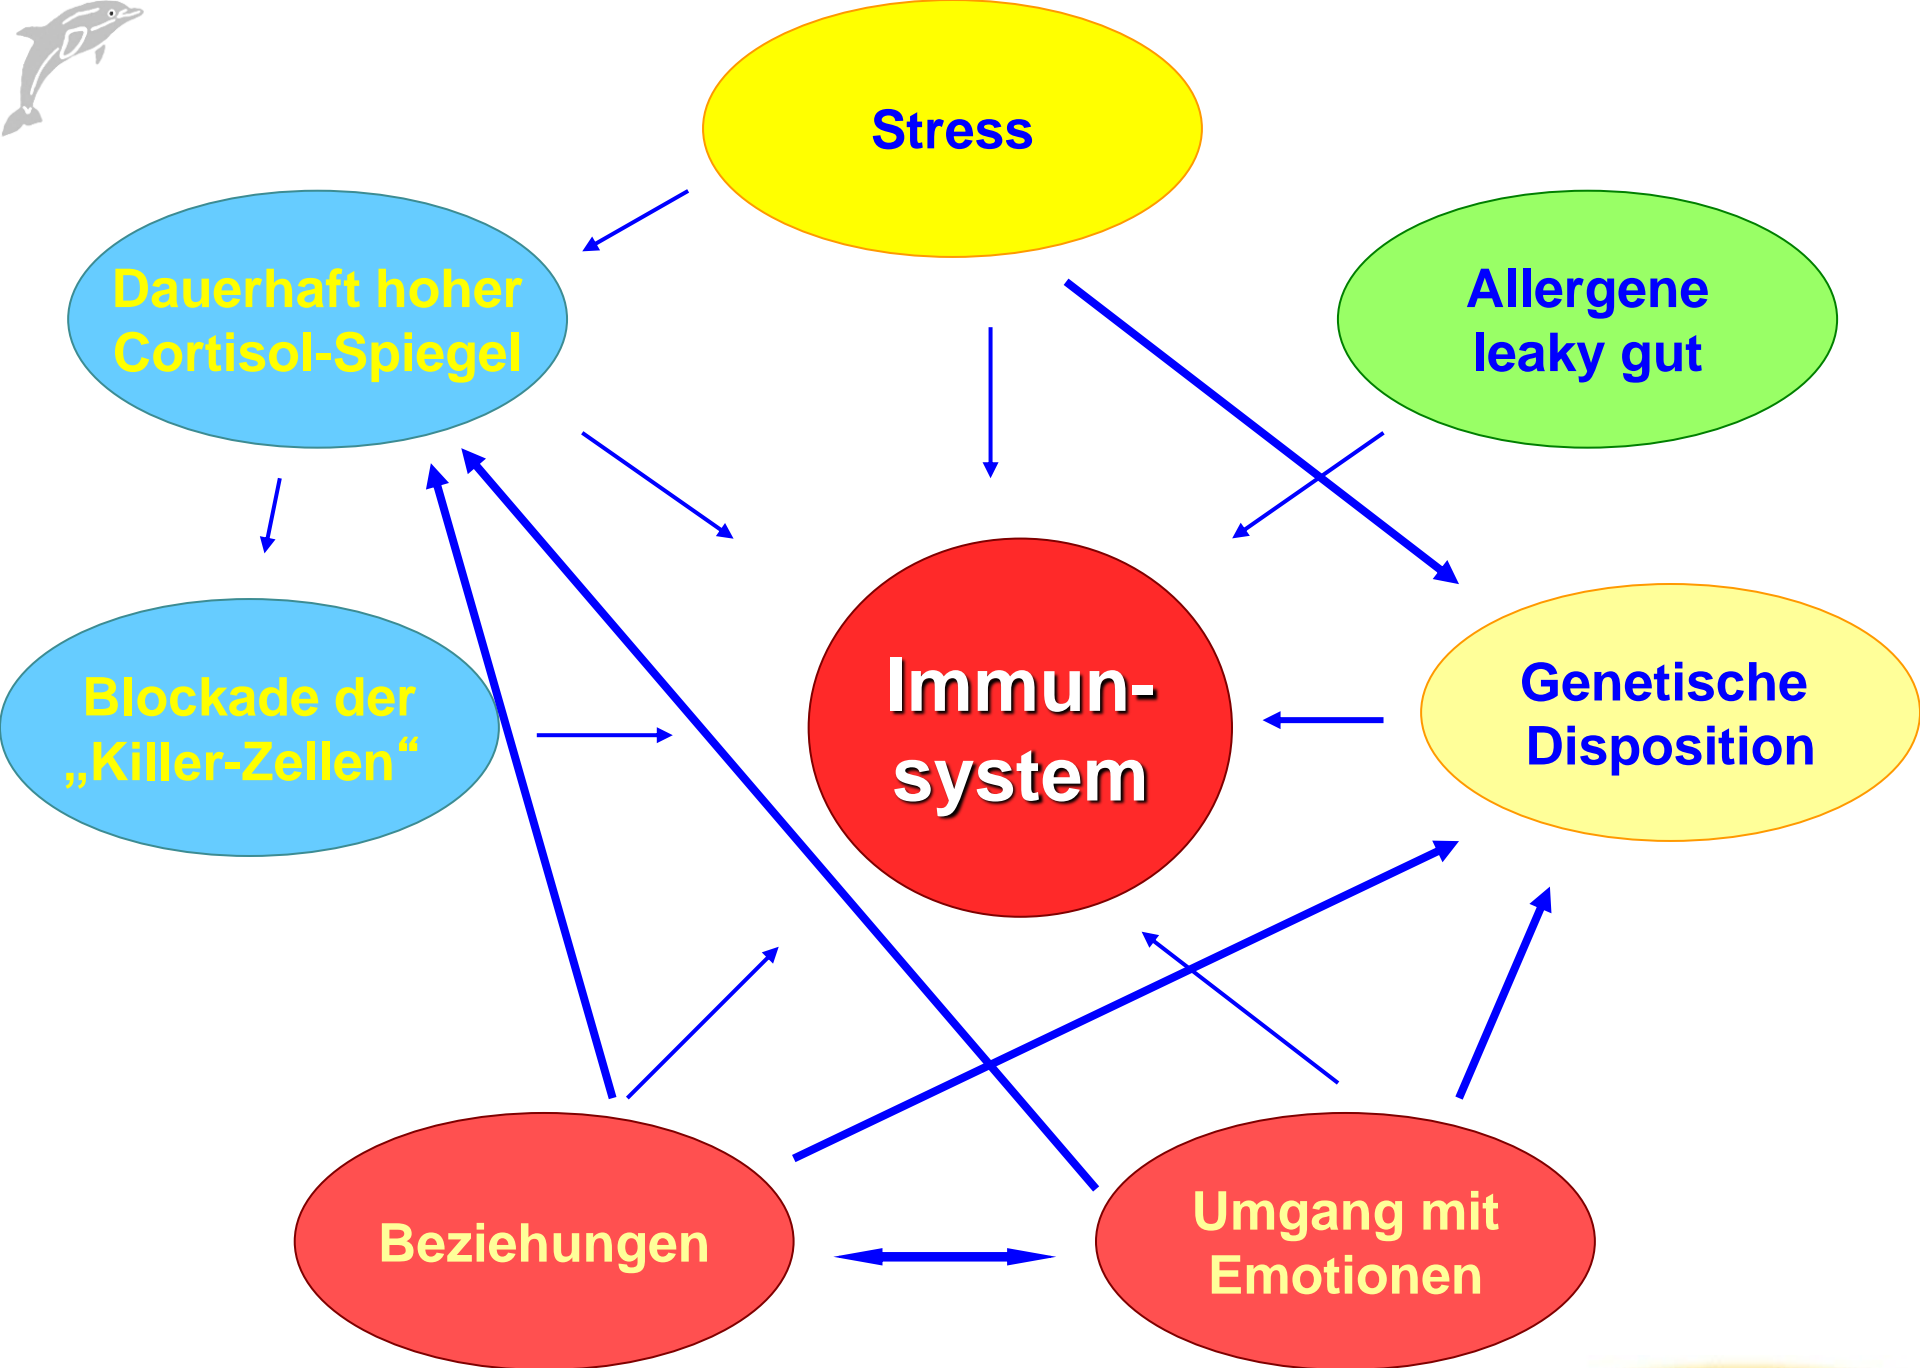 Stress
Dauerhaft hoher
Cortisol-Spiegel
Allergene
leaky gut
Immun-
system
Blockade der
„Killer-Zellen“
Genetische
Disposition
Beziehungen
Umgang mit
Emotionen